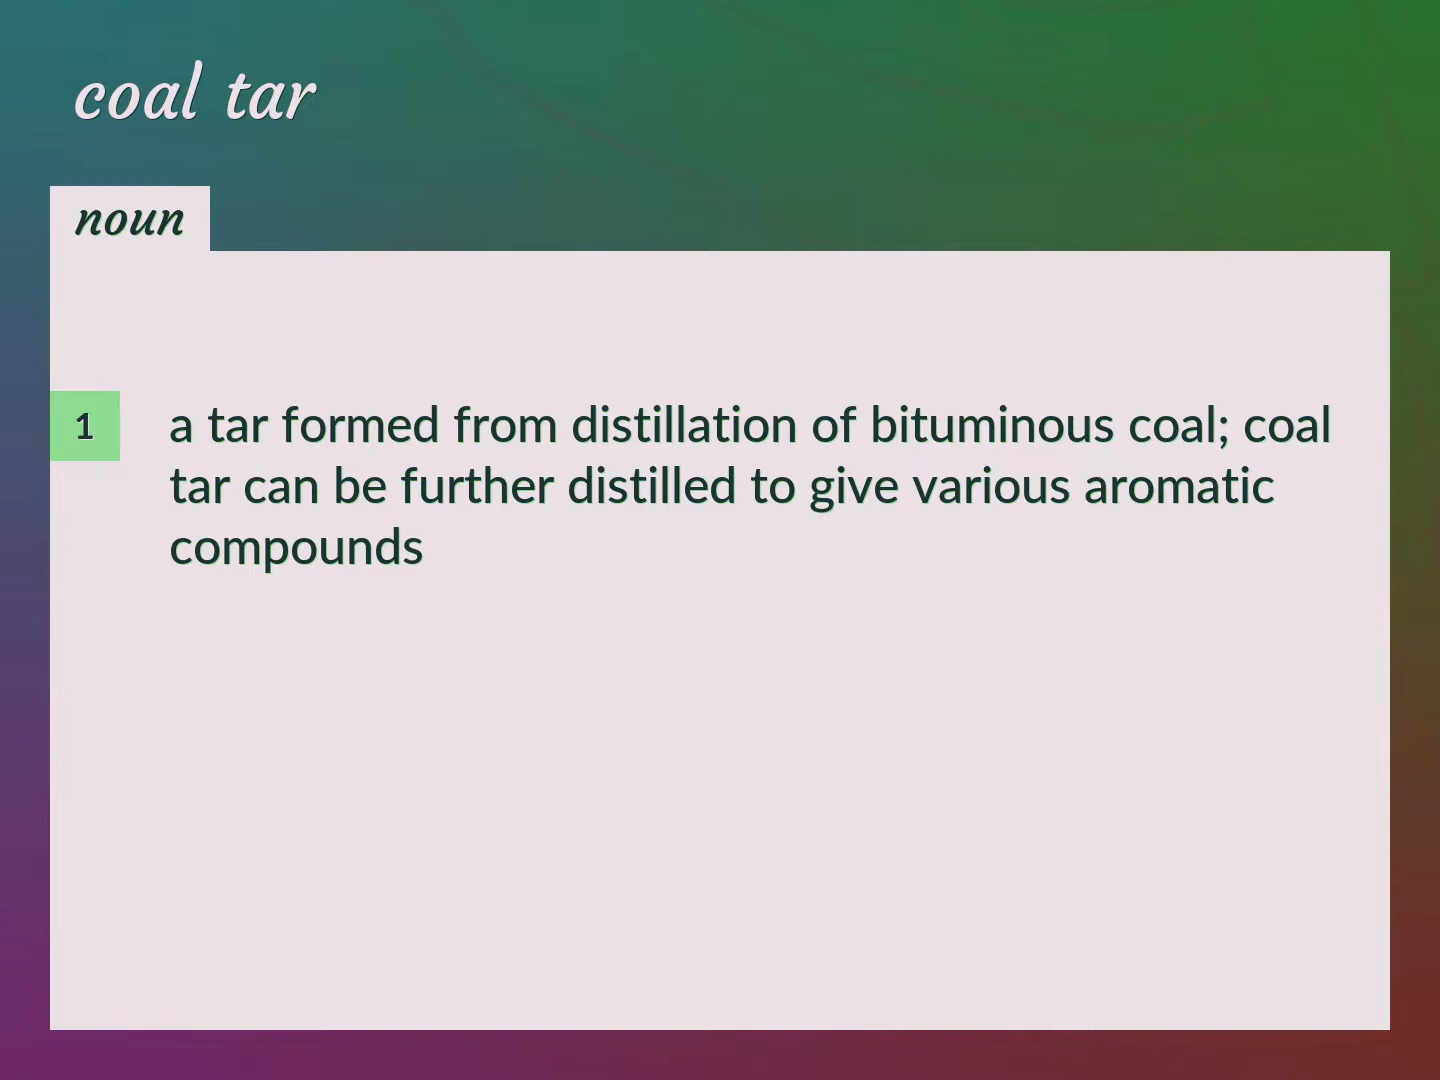 coal tar
noun
1
a tar formed from distillation of bituminous coal; coal
tar can be further distilled to give various aromatic
compounds